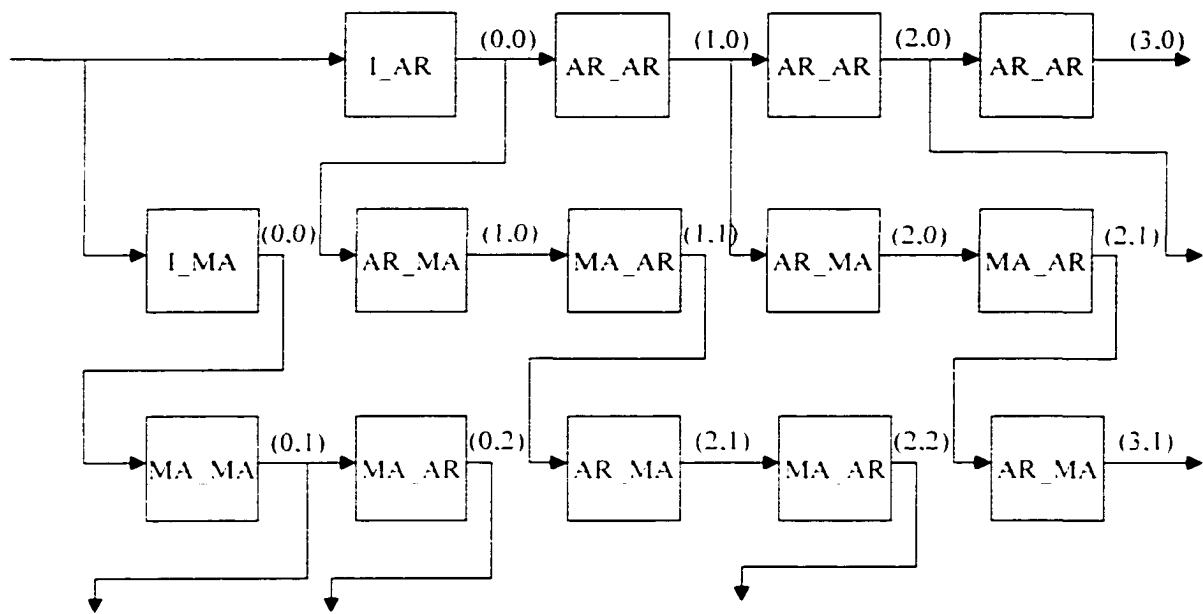 (0,0) (1,0) (2,0) (3,0)
I_AR AR_AR AR_AR AR_AR
(0,0) (1,0) (1,1) (2,0) (2,1)
I_MA AR_MA MA_AR AR_MA MA_AR
(0,1) (0,2) (2,1) (2,2) (3,1)
MA_MA MA_AR AR_MA MA_AR AR_MA